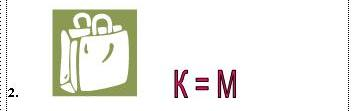 2.
К = М